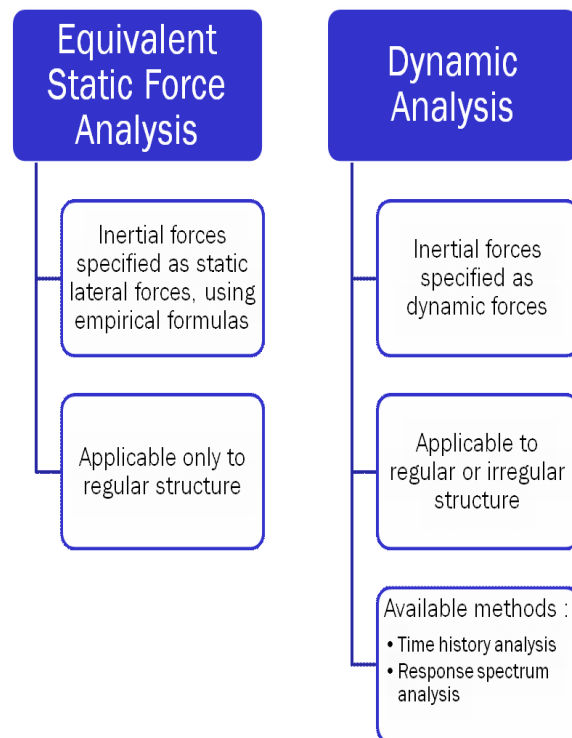 Equivalent
Static Force
Analysis
Inertial forces
specified as static
lateral forces, using
empirical formulas
Applicable only to
regular structure
Dynamic
Analysis
Inertial forces
specified as
dynamic forces
Applicable to
regular or irregular
structure
Available methods :
• Time history analysis
• Response spectrum
analysis